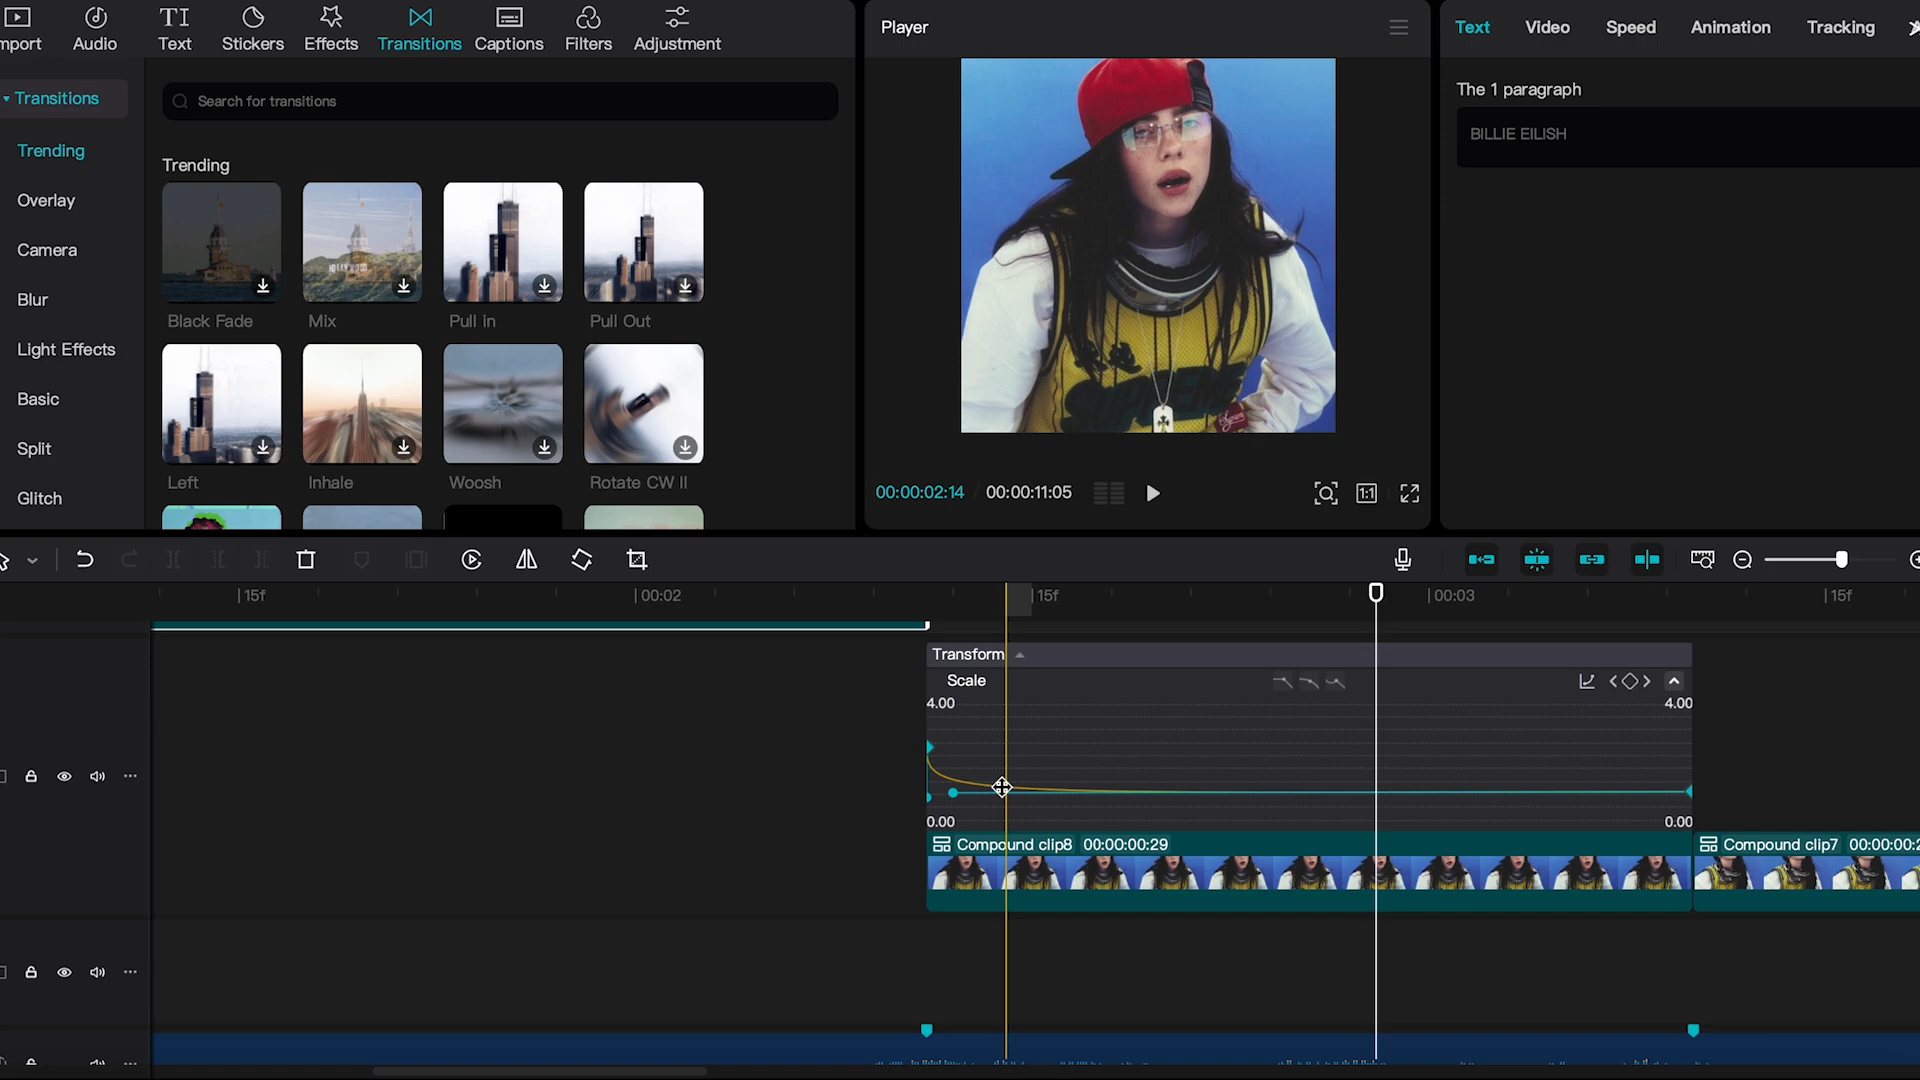 mport
Audio
Text
Stickers
Effects
Transitions
Captions
Filters
Adjustment
Transitions
Trending
Overlay
Camera
Blur
Light Effects
Basic
Split
Glitch
Search for transitions
Trending
Black Fade
Mix
Pull in
Pull Out
Left
Inhale
Woosh
Rotate CW II
Player
00:00:02:14
00:00:11:05
1:1
Text
Video
Speed
Animation
Tracking
The 1 paragraph
BILLIE EILISH
15f
00:02
15f
00:03
15f
Transform
Scale
4.00
4.00
0.00
0.00
Compound clip8 00:00:00:29
Compound clip7 00:00:00:2